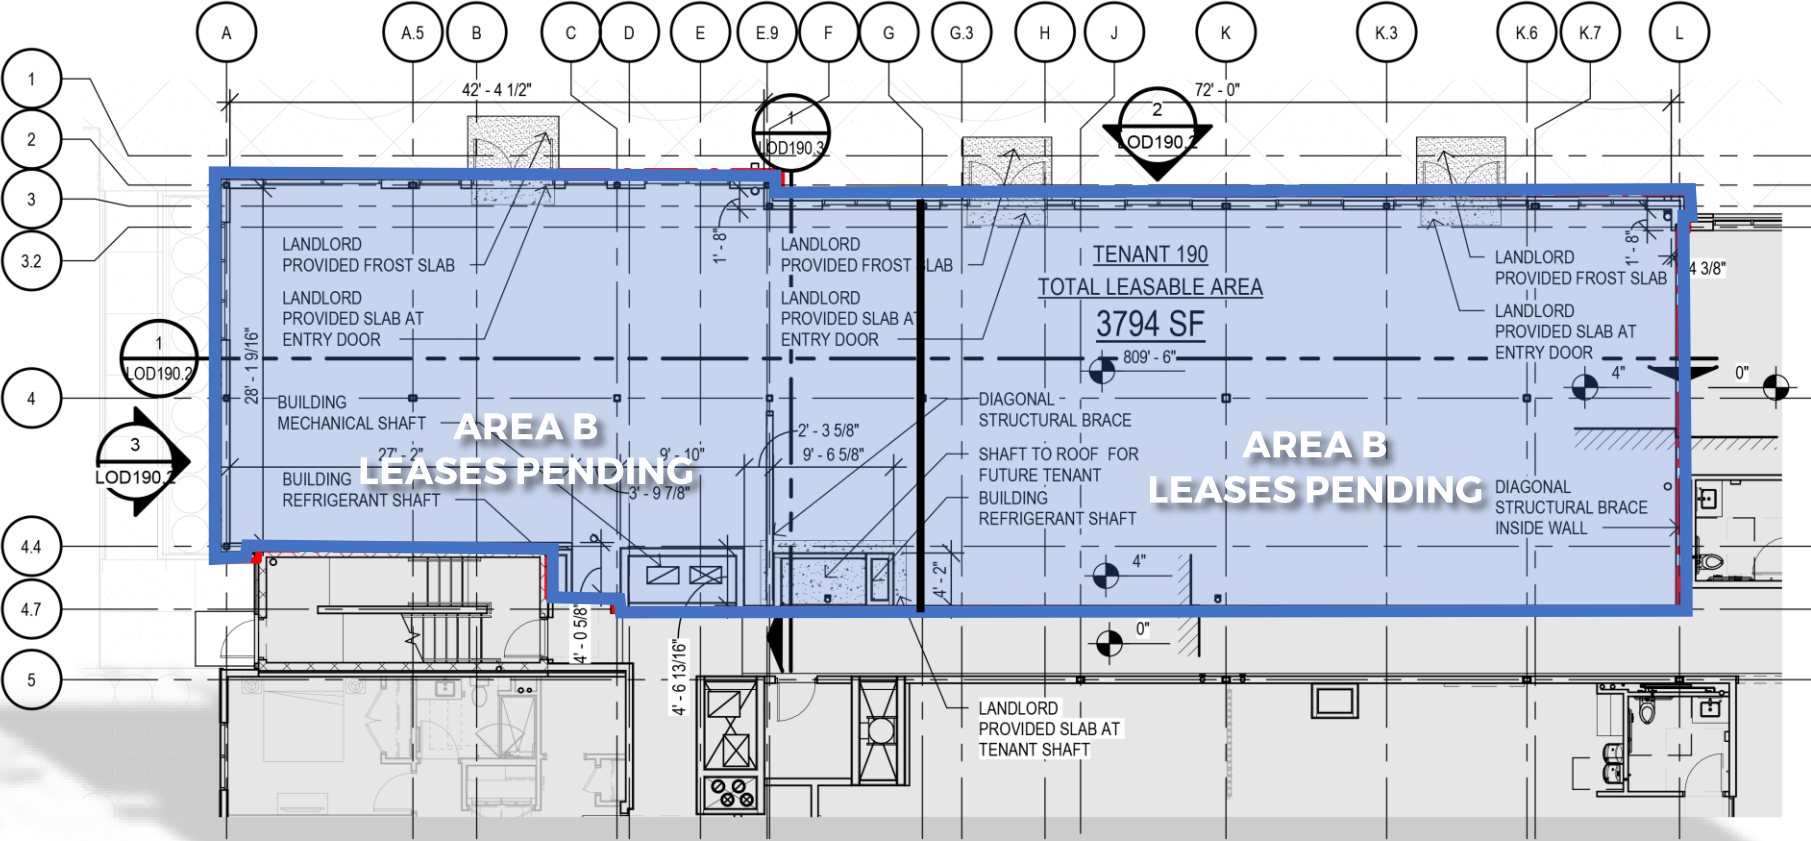 A
A.5
B
C
D
E
E.9
F
G
G.3
H
J
K
K.3
K.6
K.7
L
1
2
3
3.2
4
4.4
4.7
5
42' - 4 1/2"
72' - 0"
1
LOD190.3
2
LOD190.2
1
LOD190.2
3
LOD190.2
LANDLORD
PROVIDED FROST SLAB
LANDLORD
PROVIDED SLAB AT
ENTRY DOOR
28' - 1 9/16"
BUILDING
MECHANICAL SHAFT
27' - 2"
BUILDING
REFRIGERANT SHAFT
AREA B
LEASES PENDING
9' - 10"
3' - 9 7/8"
1' - 8"
LANDLORD
PROVIDED FROST SLAB
LANDLORD
PROVIDED SLAB AT
ENTRY DOOR
2' - 3 5/8"
9' - 6 5/8"
TENANT 190
TOTAL LEASABLE AREA
3794 SF
809' - 6"
DIAGONAL
STRUCTURAL BRACE
SHAFT TO ROOF FOR
FUTURE TENANT
BUILDING
REFRIGERANT SHAFT
AREA B
LEASES PENDING
1' - 8"
4 3/8"
LANDLORD
PROVIDED FROST SLAB
LANDLORD
PROVIDED SLAB AT
ENTRY DOOR
4"
0"
DIAGONAL
STRUCTURAL BRACE
INSIDE WALL
4' - 2"
4"
0"
4' - 0 5/8"
4' - 6 13/16"
LANDLORD
PROVIDED SLAB AT
TENANT SHAFT